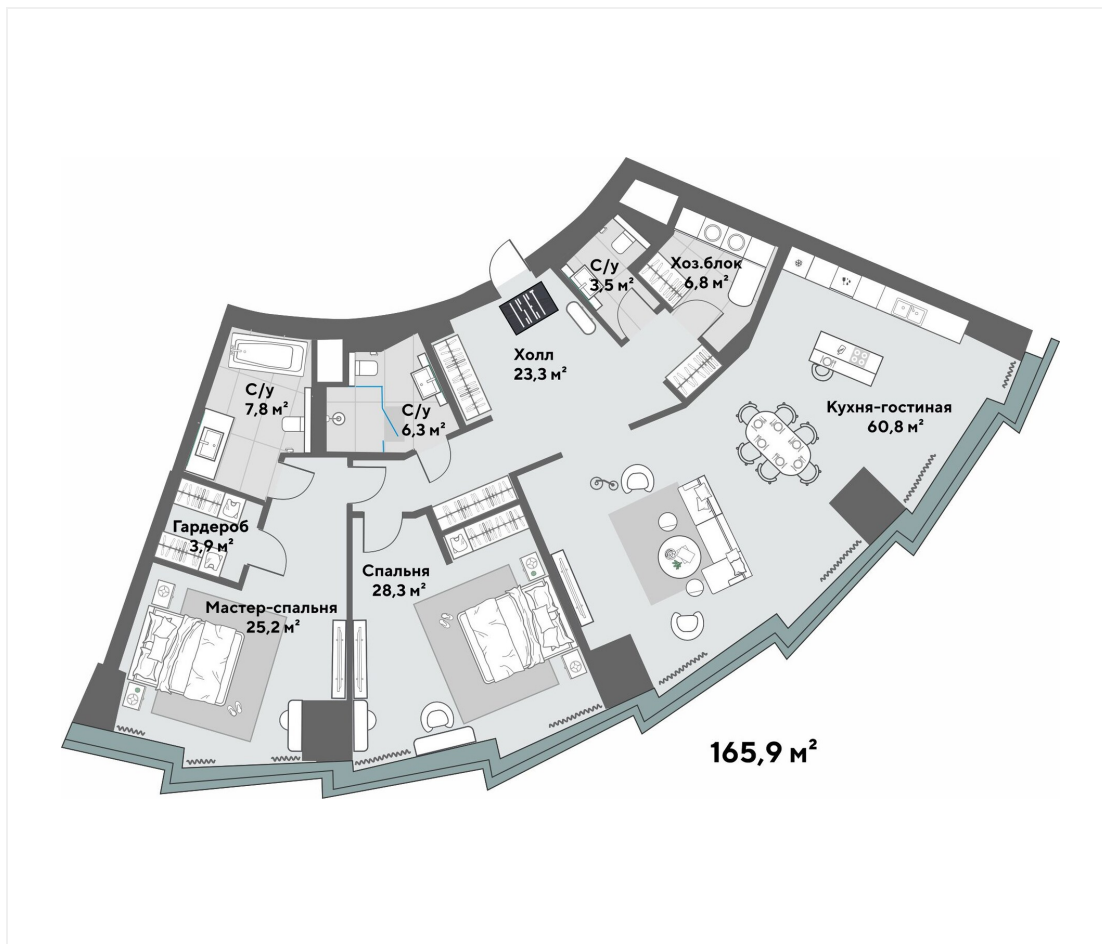 С/у
3,5 м²
Хоз.блок
6,8 м²
ISET
Холл
23,3 м²
С/у
7,8 м²
С/у
6,3 м²
Кухня-гостиная
60,8 м²
Гардероб
3,9 м²
Спальня
28,3 м²
Мастер-спальня
25,2 м²
165,9 м²